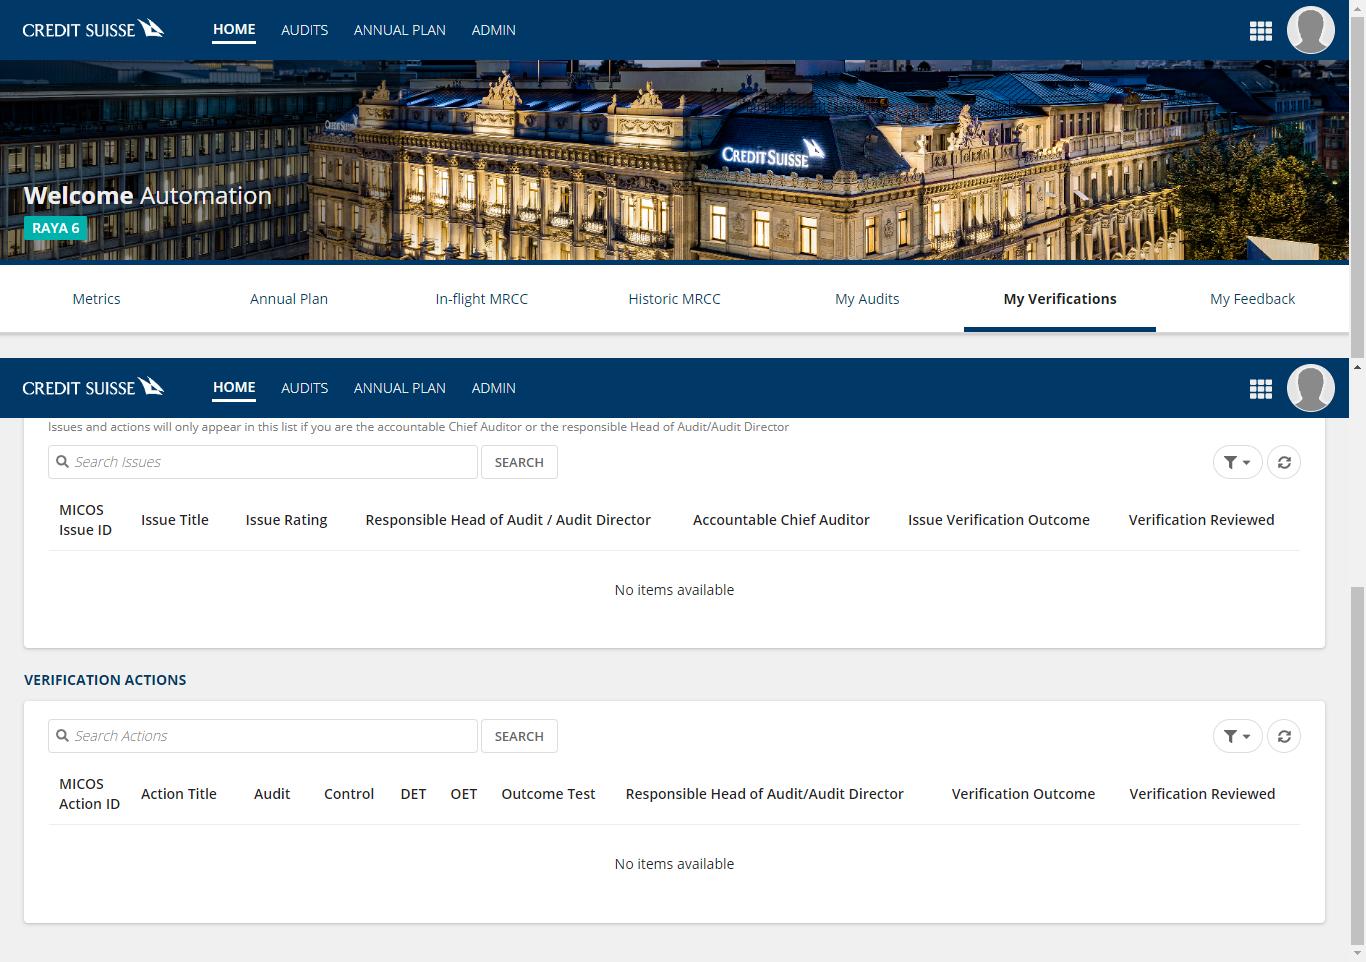 CREDIT SUISSE HOME AUDITS ANNUAL PLAN ADMIN
CREDIT SUISSE
CREDIT SUISSE
Welcome Automation
RAYA 6
Metrics Annual Plan In-flight MRCC Historic MRCC My Audits My Verifications My Feedback
CREDIT SUISSE HOME AUDITS ANNUAL PLAN ADMIN
Issues and actions will only appear in this list if you are the accountable Chief Auditor or the responsible Head of Audit/Audit Director
Search Issues SEARCH
MICOS
Issue ID Issue Title Issue Rating Responsible Head of Audit / Audit Director Accountable Chief Auditor Issue Verification Outcome Verification Reviewed
No items available
VERIFICATION ACTIONS
Search Actions SEARCH
MICOS
Action ID Action Title Audit Control DET OET Outcome Test Responsible Head of Audit/Audit Director Verification Outcome Verification Reviewed
No items available